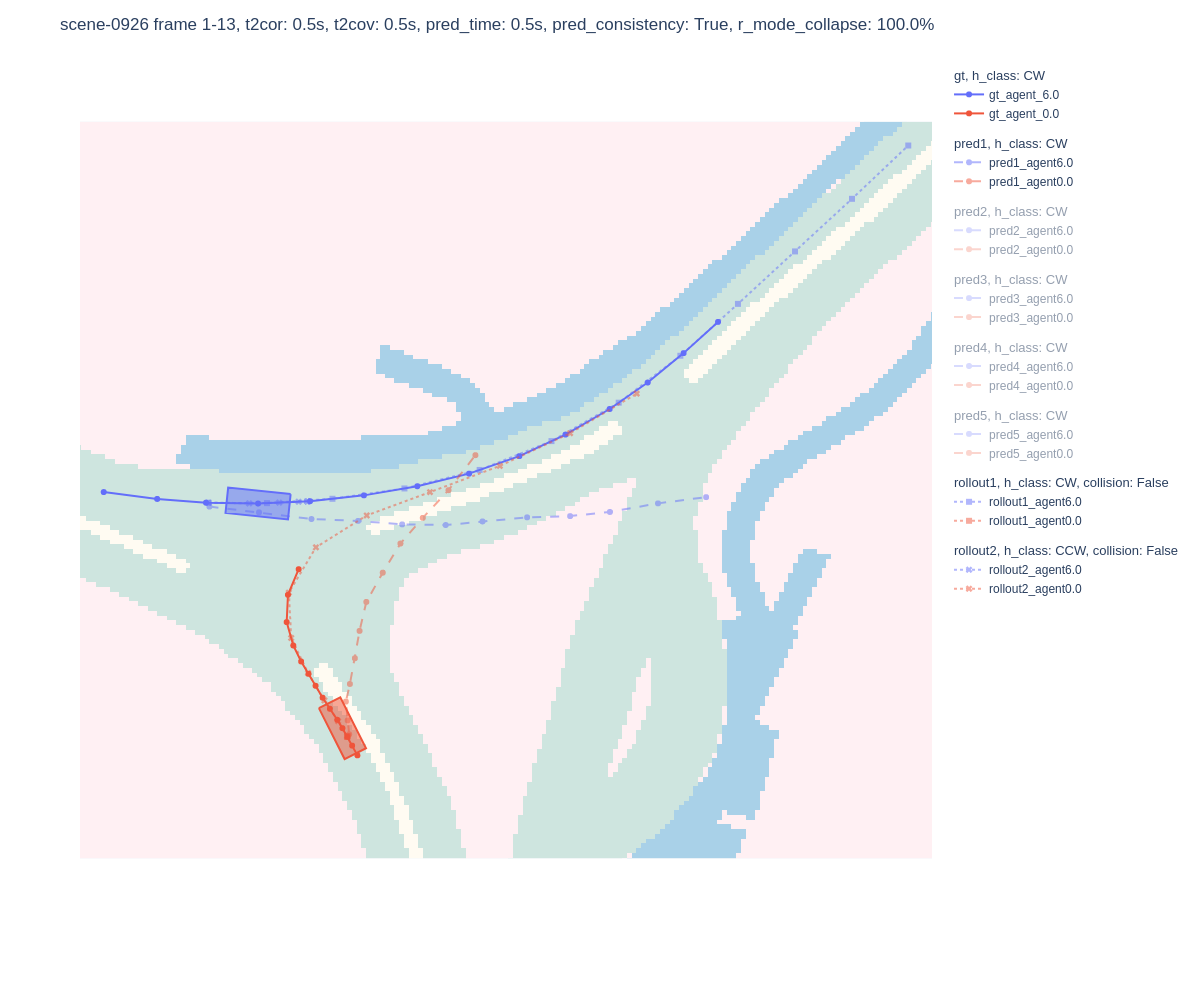 scene-0926 frame 1-13, t2cor: 0.5s, t2cov: 0.5s, pred_time: 0.5s, pred_consistency: True, r_mode_collapse: 100.0%
gt, h_class: CW
gt_agent_6.0
gt_agent_0.0
pred1, h_class: CW
pred1_agent6.0
pred1_agent0.0
pred2, h_class: CW
pred2_agent6.0
pred2_agent0.0
pred3, h_class: CW
pred3_agent6.0
pred3_agent0.0
pred4, h_class: CW
pred4_agent6.0
pred4_agent0.0
pred5, h_class: CW
pred5_agent6.0
pred5_agent0.0
rollout1, h_class: CW, collision: False
rollout1_agent6.0
rollout1_agent0.0
rollout2, h_class: CCW, collision: False
rollout2_agent6.0
rollout2_agent0.0